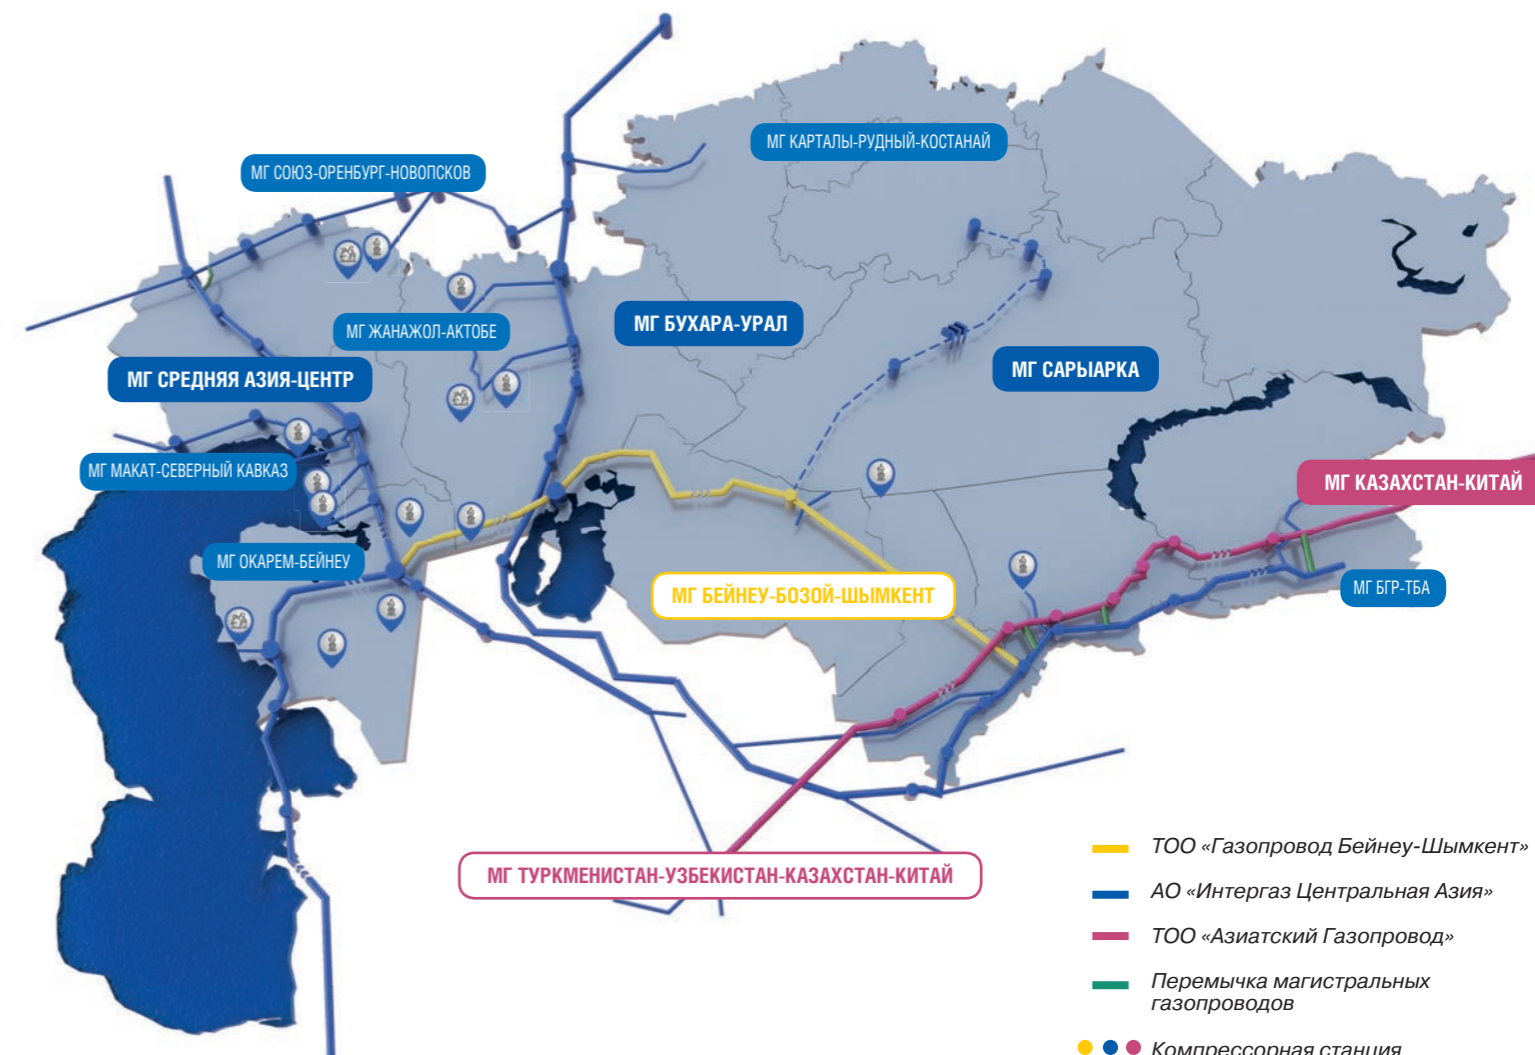 МГ КАРТАЛЫ-РУДНЫЙ-КОСТАНАЙ
МГ СОЮЗ-ОРЕНБУРГ-НОВОПСКОВ
МГ БУХАРА-УРАЛ
МГ ЖАНАЖОЛ-АКТОБЕ
МГ САРЫАРКА
МГ СРЕДНЯЯ АЗИЯ-ЦЕНТР
МГ МАКАТ-СЕВЕРНЫЙ КАВКАЗ
МГ КАЗАХСТАН-КИТАЙ
МГ ОКАРЕМ-БЕЙНЕУ
МГ БЕЙНЕУ-БОЗОЙ-ШЫМКЕНТ
МГ БГР-ТБА
МГ ТУРКМЕНИСТАН-УЗБЕКИСТАН-КАЗАХСТАН-КИТАЙ
ТОО «Газопровод Бейнеу-Шымкент»
АО «Интергаз Центральная Азия»
ТОО «Азиатский Газопровод»
Перемычка магистральных
газопроводов
Компрессорная станция